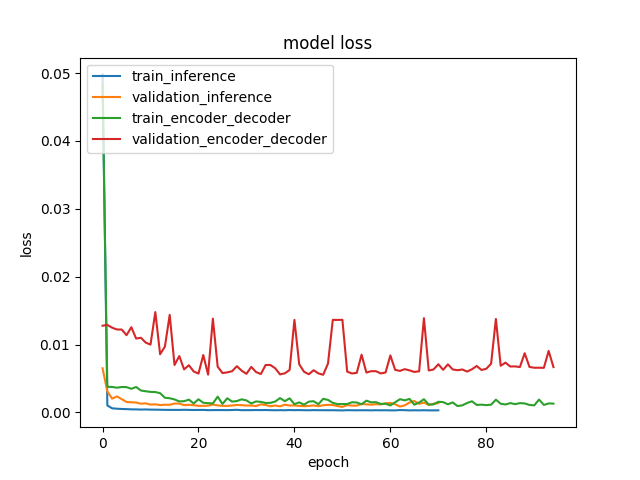 model loss
train_inference
validation_inference
train_encoder_decoder
validation_encoder_decoder
loss
0.05
0.04
0.03
0.02
0.01
0.00
0 20 40 60 80
epoch